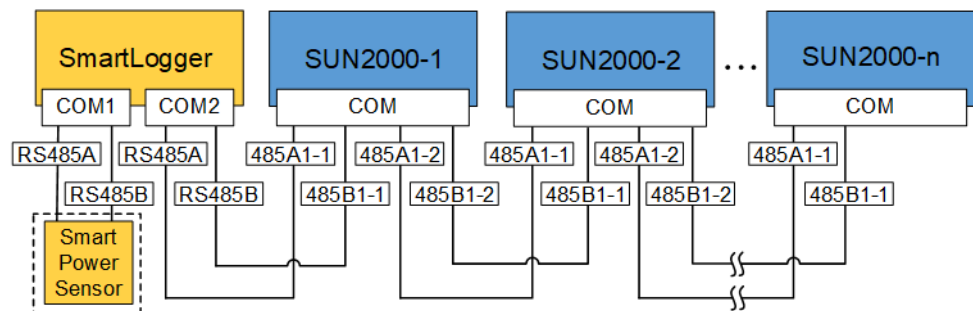 SmartLogger
SUN2000-1
SUN2000-2
...
SUN2000-n
COM1
COM2
COM
COM
COM
RS485A
RS485A
485A1-1
485A1-2
485A1-1
485A1-2
485A1-1
RS485B
RS485B
485B1-1
485B1-2
485B1-1
485B1-2
485B1-1
Smart
Power
Sensor